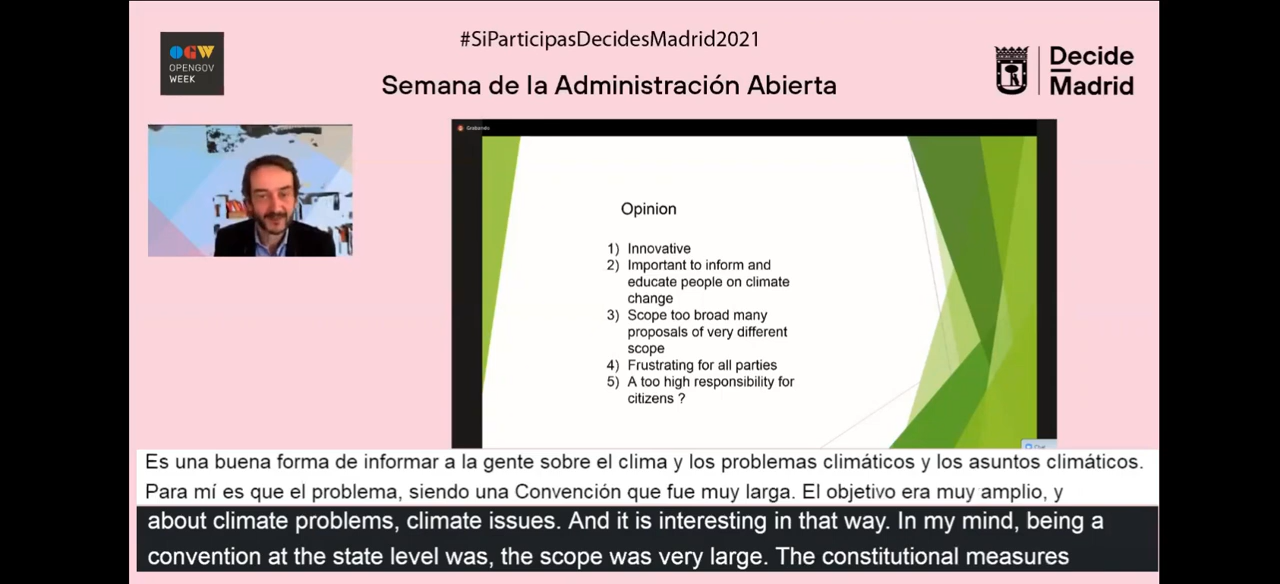 #SiParticipasDecidesMadrid2021
OGW
OPENGOV
WEEK
Semana de la Administración Abierta
Decide
Madrid
Grabando
Opinion
1) Innovative
2) Important to inform and
educate people on climate
change
3) Scope too broad many
proposals of very different
scope
4) Frustrating for all parties
5) A too high responsibility for
citizens ?
Es una buena forma de informar a la gente sobre el clima y los problemas climáticos y los asuntos climáticos.
Para mí es que el problema, siendo una Convención que fue muy larga. El objetivo era muy amplio, y
about climate problems, climate issues. And it is interesting in that way. In my mind, being a
convention at the state level was, the scope was very large. The constitutional measures